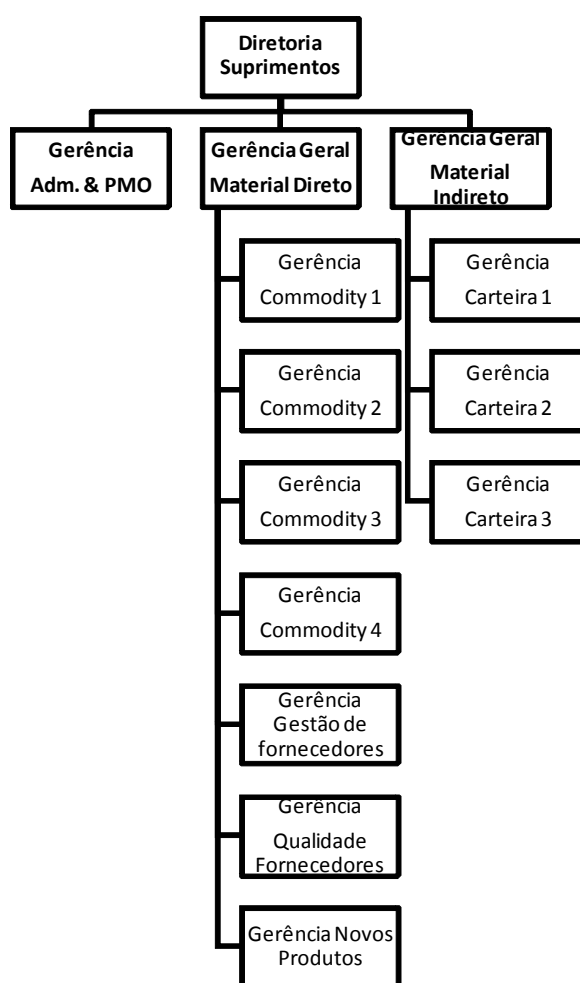 Diretoria
Suprimentos
Gerência
Adm. & PMO
Gerência Geral
Material Direto
Gerência Geral
Material
Indireto
Gerência
Commodity 1
Gerência
Commodity 2
Gerência
Commodity 3
Gerência
Commodity 4
Gerência
Gestão de
fornecedores
Gerência
Qualidade
Fornecedores
Gerência Novos
Produtos
Gerência
Carteira 1
Gerência
Carteira 2
Gerência
Carteira 3